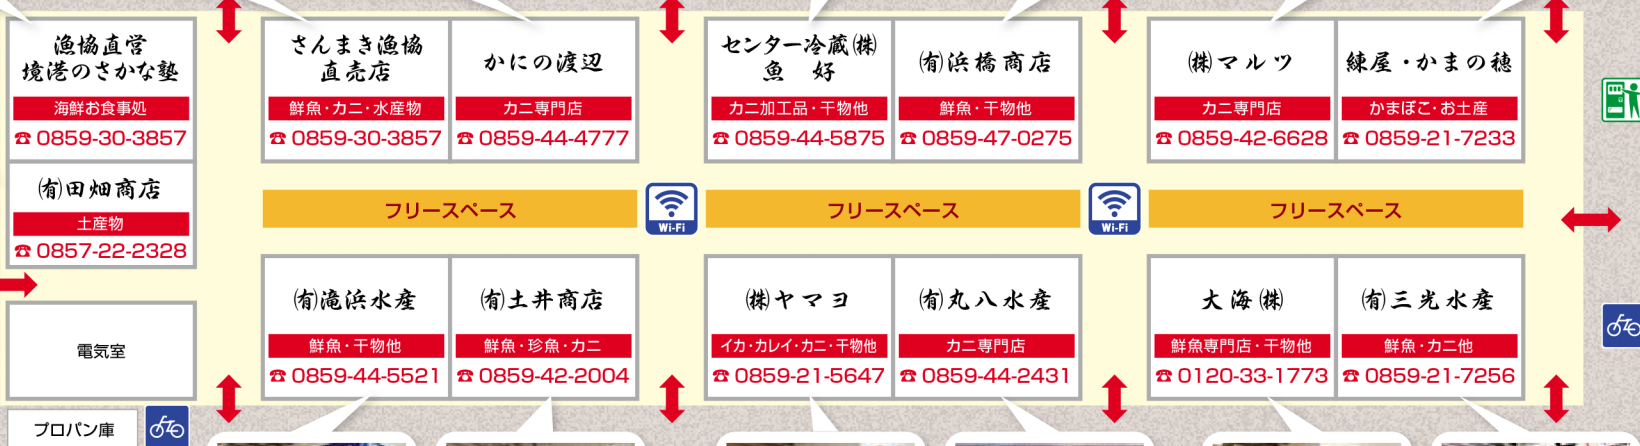 漁協直営
境港のさかな塾
海鮮お食事処
☎ 0859-30-3857
㈲田畑商店
土産物
☎ 0857-22-2328
電気室
プロパン庫
さんまき漁協
直売店
鮮魚・カニ・水産物
☎ 0859-30-3857
かにの渡辺
カニ専門店
☎ 0859-44-4777
センター冷蔵㈱
魚 好
カニ加工品・干物他
☎ 0859-44-5875
㈲浜橋商店
鮮魚・干物他
☎ 0859-47-0275
㈱マルツ
カニ専門店
☎ 0859-42-6628
練屋・かまの穂
かまぼこ・お土産
☎ 0859-21-7233
フリースペース
Wi-Fi
フリースペース
Wi-Fi
フリースペース
㈲滝浜水産
鮮魚・干物他
☎ 0859-44-5521
㈲土井商店
鮮魚・珍魚・カニ
☎ 0859-42-2004
㈱ヤマヨ
イカ・カレイ・カニ・干物他
☎ 0859-21-5647
㈲丸八水産
カニ専門店
☎ 0859-44-2431
大海㈱
鮮魚専門店・干物他
☎ 0120-33-1773
㈲三光水産
鮮魚・カニ他
☎ 0859-21-7256